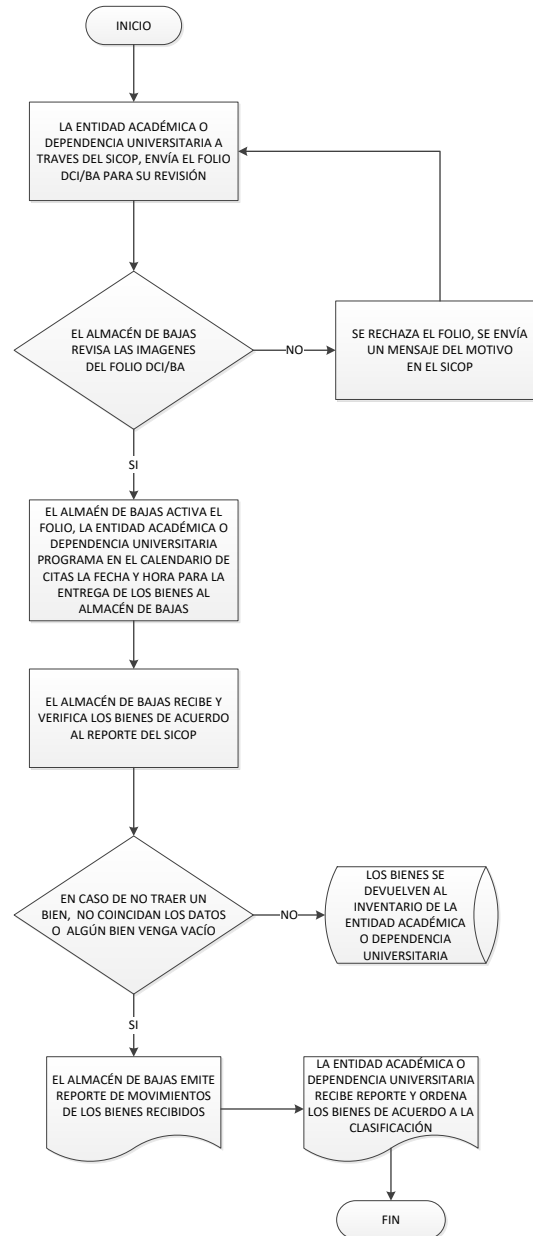 INICIO
LA ENTIDAD ACADÉMICA O
DEPENDENCIA UNIVERSITARIA A
TRAVES DEL SICOP, ENVÍA EL FOLIO
DCI/BA PARA SU REVISIÓN
EL ALMACÉN DE BAJAS
REVISA LAS IMAGENES
DEL FOLIO DCI/BA
NO
SE RECHAZA EL FOLIO, SE ENVÍA
UN MENSAJE DEL MOTIVO
EN EL SICOP
SI
EL ALMAÉN DE BAJAS ACTIVA EL
FOLIO, LA ENTIDAD ACADÉMICA O
DEPENDENCIA UNIVERSITARIA
PROGRAMA EN EL CALENDARIO DE
CITAS LA FECHA Y HORA PARA LA
ENTREGA DE LOS BIENES AL
ALMACÉN DE BAJAS
EL ALMACÉN DE BAJAS RECIBE Y
VERIFICA LOS BIENES DE ACUERDO
AL REPORTE DEL SICOP
EN CASO DE NO TRAER UN
BIEN, NO COINCIDAN LOS DATOS
O ALGÚN BIEN VENGA VACÍO
NO
LOS BIENES SE
DEVUELVEN AL
INVENTARIO DE LA
ENTIDAD ACADÉMICA
O DEPENDENCIA
UNIVERSITARIA
SI
EL ALMACÉN DE BAJAS EMITE
REPORTE DE MOVIMIENTOS
DE LOS BIENES RECIBIDOS
LA ENTIDAD ACADÉMICA O
DEPENDENCIA UNIVERSITARIA
RECIBE REPORTE Y ORDENA
LOS BIENES DE ACUERDO A LA
CLASIFICACIÓN
FIN